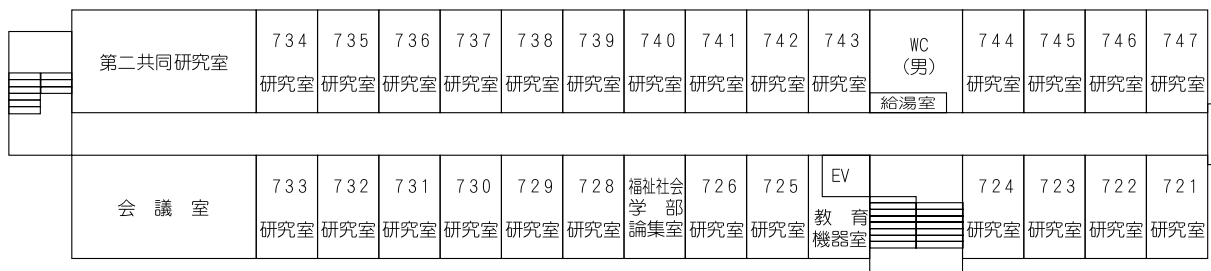 第二共同研究室
734
研究室
735
研究室
736
研究室
737
研究室
738
研究室
739
研究室
740
研究室
741
研究室
742
研究室
743
研究室
WC
(男)
給湯室
744
研究室
745
研究室
746
研究室
747
研究室
会 議 室
733
研究室
732
研究室
731
研究室
730
研究室
729
研究室
728
研究室
福祉社会
学 部
論集室
726
研究室
725
研究室
EV
教 育
機器室
724
研究室
723
研究室
722
研究室
721
研究室